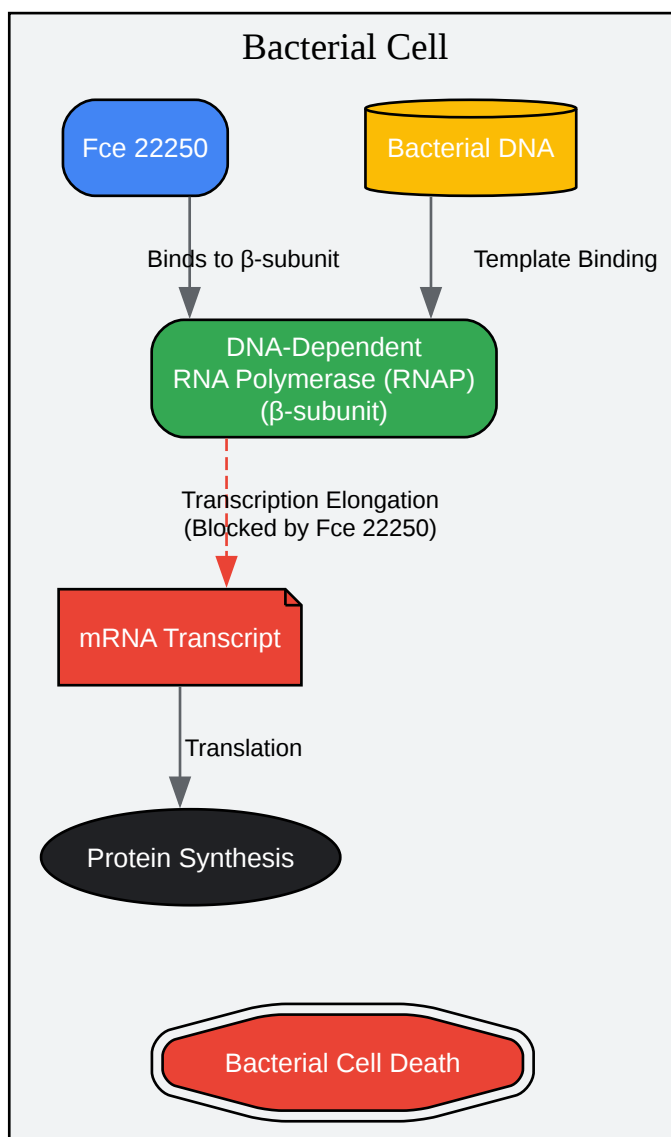 Bacterial Cell
Fce 22250
Bacterial DNA
Binds to β-subunit
Template Binding
DNA-Dependent
RNA Polymerase (RNAP)
(β-subunit)
Transcription Elongation
(Blocked by Fce 22250)
mRNA Transcript
Translation
Protein Synthesis
Bacterial Cell Death